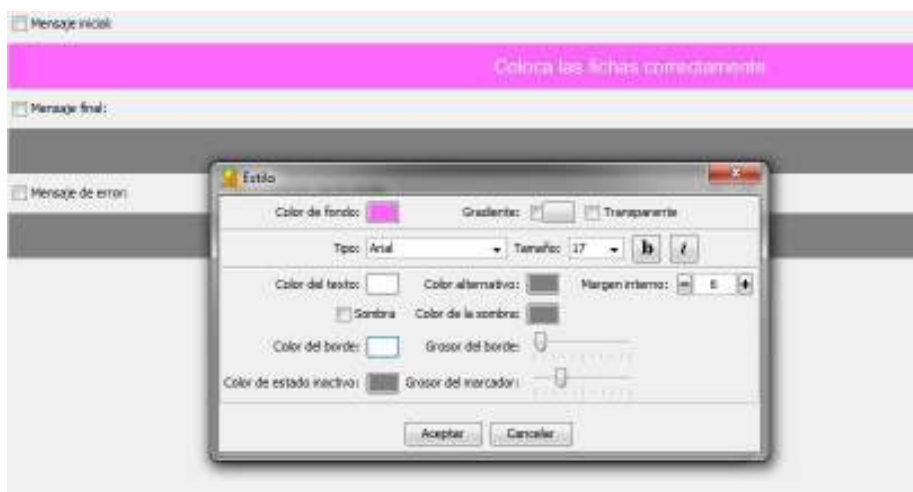 Mensaje inicial:
Coloca las fichas correctamente
Mensaje final:
Mensaje de error:
Estilo
Color de fondo: Gradiente: Transparente
Tipo: Arial Tamaño: 17 b i
Color del texto: Color alternativo: Margen interno: 6
Sombra Color de la sombra:
Color del borde: Grosor del borde:
Color de estado inactivo: Grosor del marcador:
Aceptar Cancelar